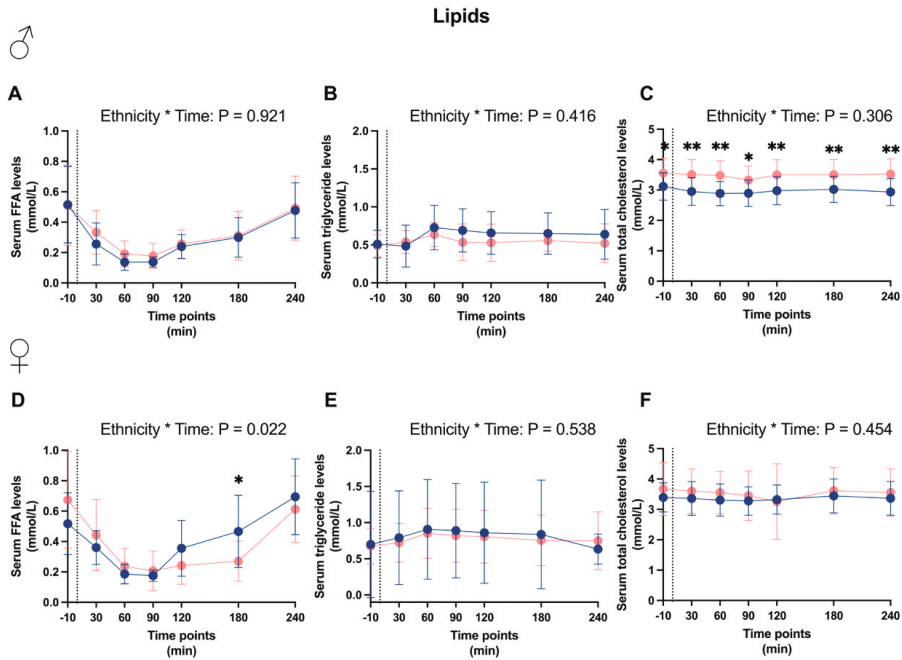 Lipids
♂
A
Ethnicity * Time: P = 0.921
Serum FFA levels
(mmol/L)
1.0
0.8
0.6
0.4
0.2
0.0
-10 30 60 90 120 180 240
Time points
(min)
B
Ethnicity * Time: P = 0.416
Serum triglyceride levels
(mmol/L)
2.0
1.5
1.0
0.5
0.0
-10 30 60 90 120 180 240
Time points
(min)
C
Ethnicity * Time: P = 0.306
Serum total cholesterol levels
(mmol/L)
5
4
3
2
1
0
* ** ** * ** ** **
-10 30 60 90 120 180 240
Time points
(min)
♀
D
Ethnicity * Time: P = 0.022
Serum FFA levels
(mmol/L)
1.0
0.8
0.6
0.4
0.2
0.0
*
-10 30 60 90 120 180 240
Time points
(min)
E
Ethnicity * Time: P = 0.538
Serum triglyceride levels
(mmol/L)
2.0
1.5
1.0
0.5
0.0
-10 30 60 90 120 180 240
Time points
(min)
F
Ethnicity * Time: P = 0.454
Serum total cholesterol levels
(mmol/L)
5
4
3
2
1
0
-10 30 60 90 120 180 240
Time points
(min)